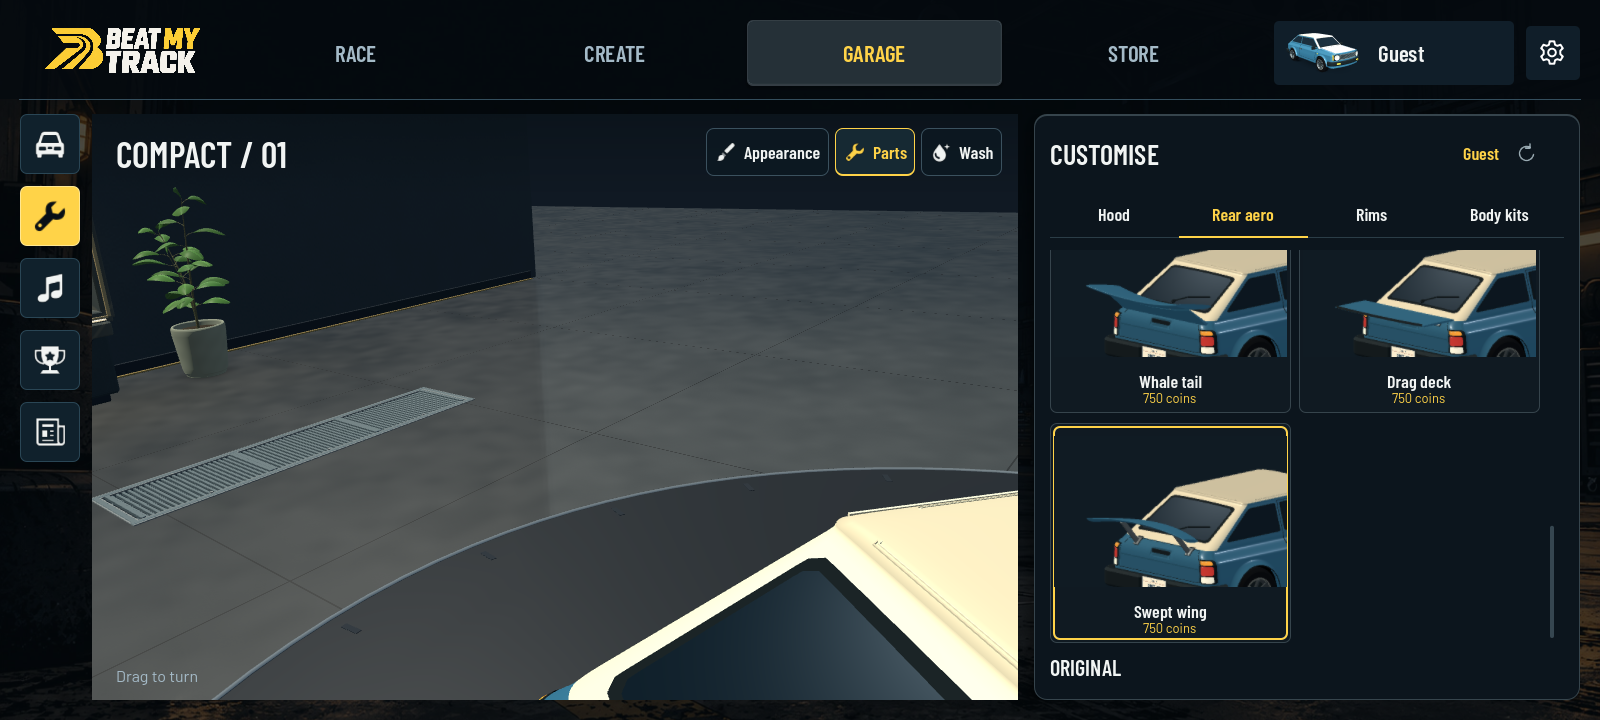 BEAT MY TRACK
RACE
CREATE
GARAGE
STORE
Guest
COMPACT / 01
Appearance
Parts
Wash
CUSTOMISE
Guest
Hood
Rear aero
Rims
Body kits
Whale tail
750 coins
Drag deck
750 coins
Swept wing
750 coins
ORIGINAL
Drag to turn